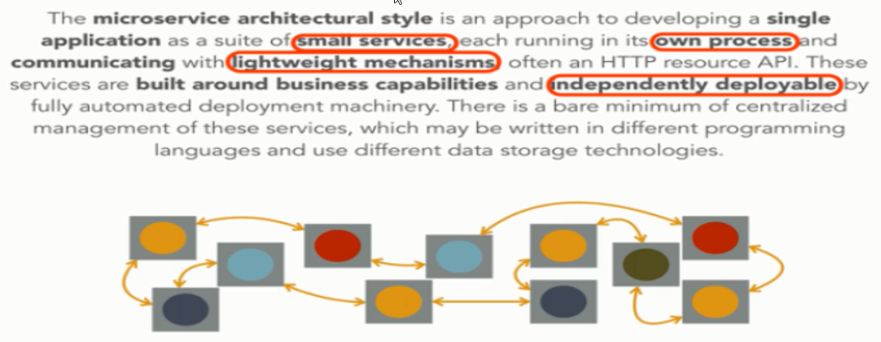 The microservice architectural style is an approach to developing a single
application as a suite of small services, each running in its own process and
communicating with lightweight mechanisms, often an HTTP resource API. These
services are built around business capabilities and independently deployable by
fully automated deployment machinery. There is a bare minimum of centralized
management of these services, which may be written in different programming
languages and use different data storage technologies.